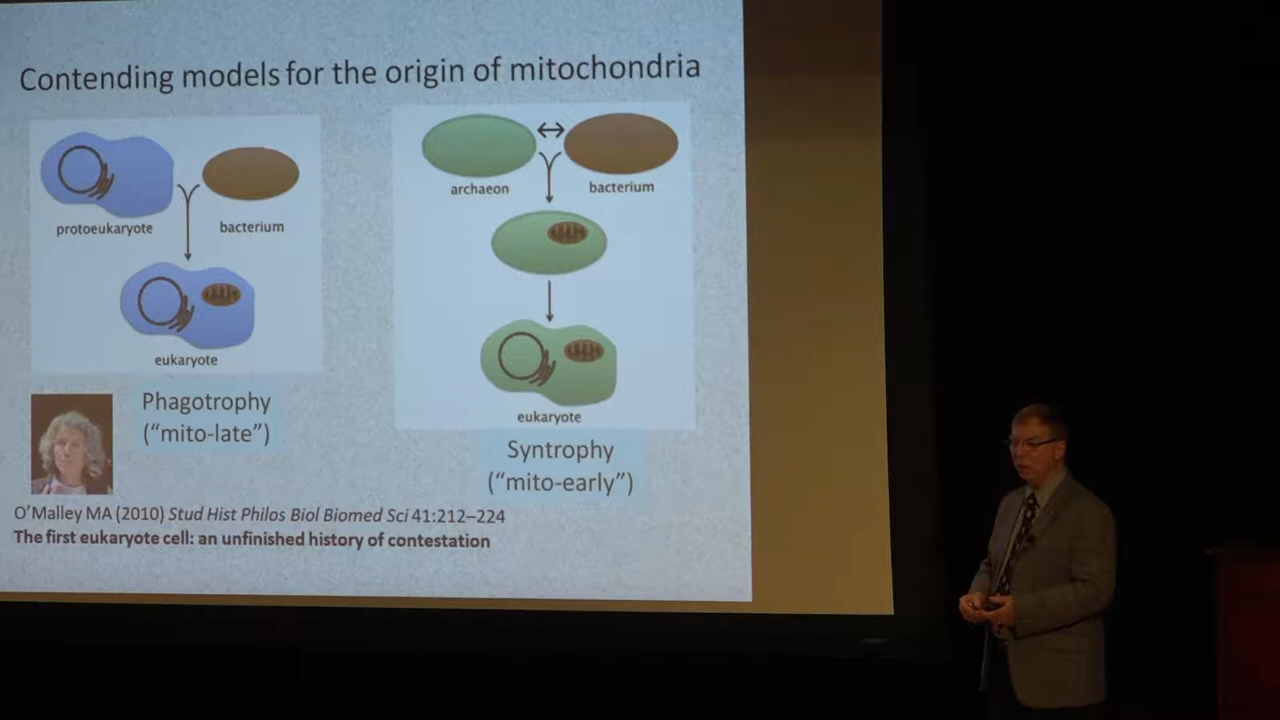 Contending models for the origin of mitochondria
protoeukaryote
bacterium
eukaryote
Phagotrophy
(“mito-late”)
archaeon
bacterium
eukaryote
Syntrophy
(“mito-early”)
O’Malley MA (2010) Stud Hist Philos Biol Biomed Sci 41:212–224
The first eukaryote cell: an unfinished history of contestation